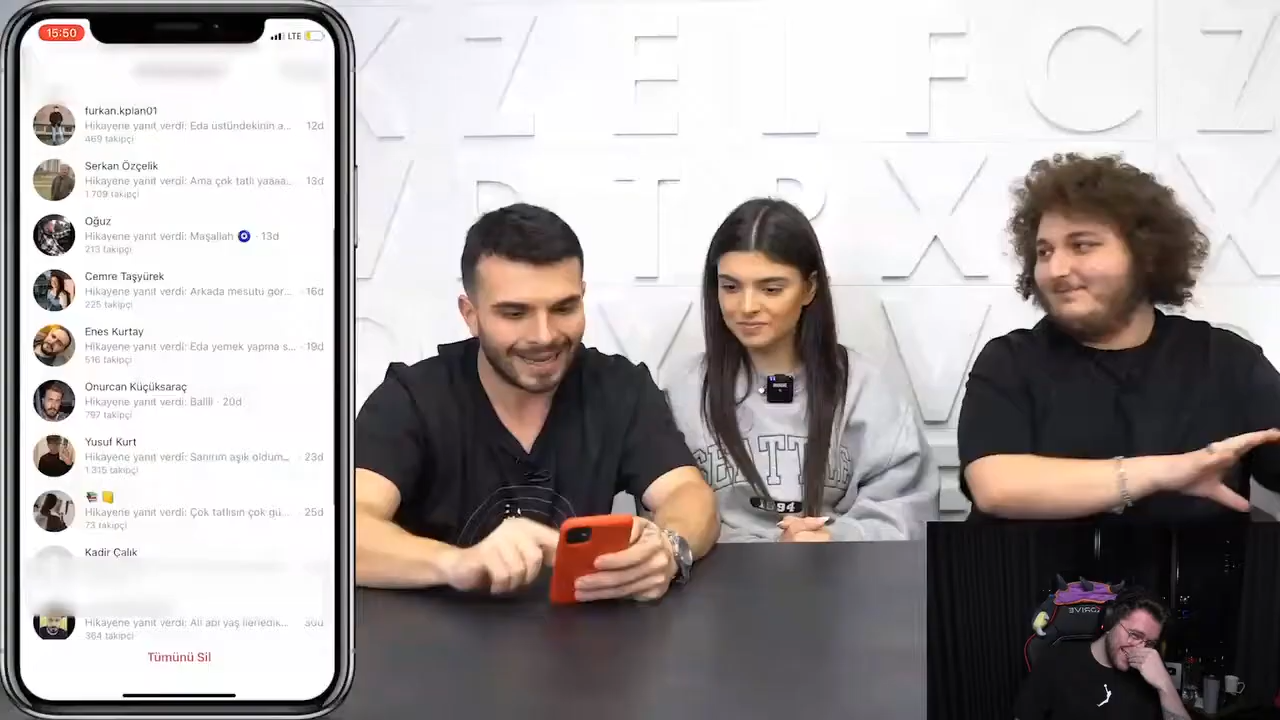 15:50
LTE
furkan.kplan01
Hikayene yanıt verdi: Eda üstündekinin a... 12d
469 takipçi
Serkan Özçelik
Hikayene yanıt verdi: Ama çok tatlı yaaaa... 13d
1 709 takipçi
Oğuz
Hikayene yanıt verdi: Maşallah 🧿 · 13d
213 takipçi
Cemre Taşyürek
Hikayene yanıt verdi: Arkada mesutu gör... · 16d
225 takipçi
Enes Kurtay
Hikayene yanıt verdi: Eda yemek yapma s... · 19d
516 takipçi
Onurcan Küçüksaraç
Hikayene yanıt verdi: Ballii · 20d
797 takipçi
Yusuf Kurt
Hikayene yanıt verdi: Sanırım aşık oldum... · 23d
1 315 takipçi
Hikayene yanıt verdi: Çok tatlısın çok gü... · 25d
73 takipçi
Kadir Çalık
Hikayene yanıt verdi: Ali abi yaş ilerledik... 30d
364 takipçi
Tümünü Sil
SEATTLE
1994